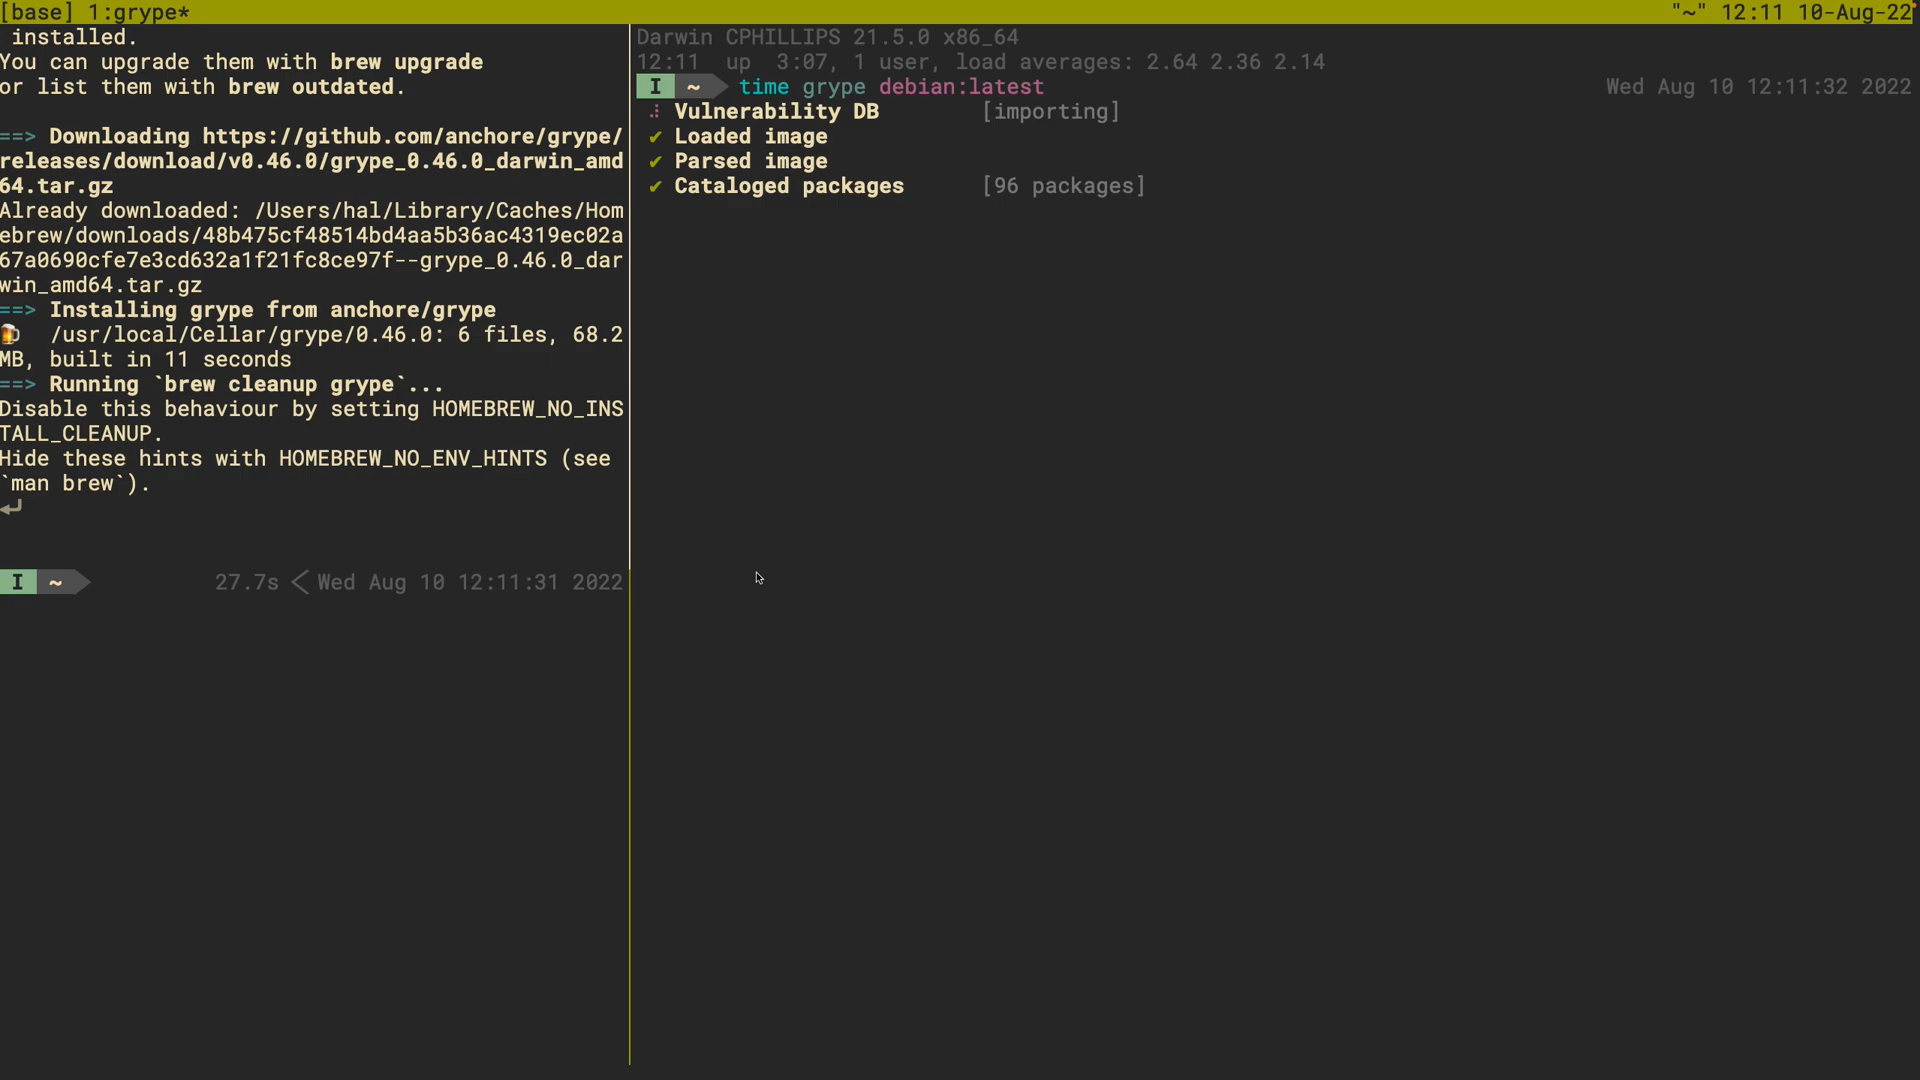 [base] 1:grype*
"~" 12:11 10-Aug-22
installed.
You can upgrade them with brew upgrade
or list them with brew outdated.
==> Downloading https://github.com/anchore/grype/
releases/download/v0.46.0/grype_0.46.0_darwin_amd
64.tar.gz
Already downloaded: /Users/hal/Library/Caches/Hom
ebrew/downloads/48b475cf48514bd4aa5b36ac4319ec02a
67a0690cfe7e3cd632a1f21fc8ce97f--grype_0.46.0_dar
win_amd64.tar.gz
==> Installing grype from anchore/grype
🍺  /usr/local/Cellar/grype/0.46.0: 6 files, 68.2
MB, built in 11 seconds
==> Running `brew cleanup grype`...
Disable this behaviour by setting HOMEBREW_NO_INS
TALL_CLEANUP.
Hide these hints with HOMEBREW_NO_ENV_HINTS (see
`man brew`).
I ~ 27.7s < Wed Aug 10 12:11:31 2022
Darwin CPHILLIPS 21.5.0 x86_64
12:11  up  3:07, 1 user, load averages: 2.64 2.36 2.14
I ~ time grype debian:latest Wed Aug 10 12:11:32 2022
Vulnerability DB [importing]
✔ Loaded image
✔ Parsed image
✔ Cataloged packages [96 packages]